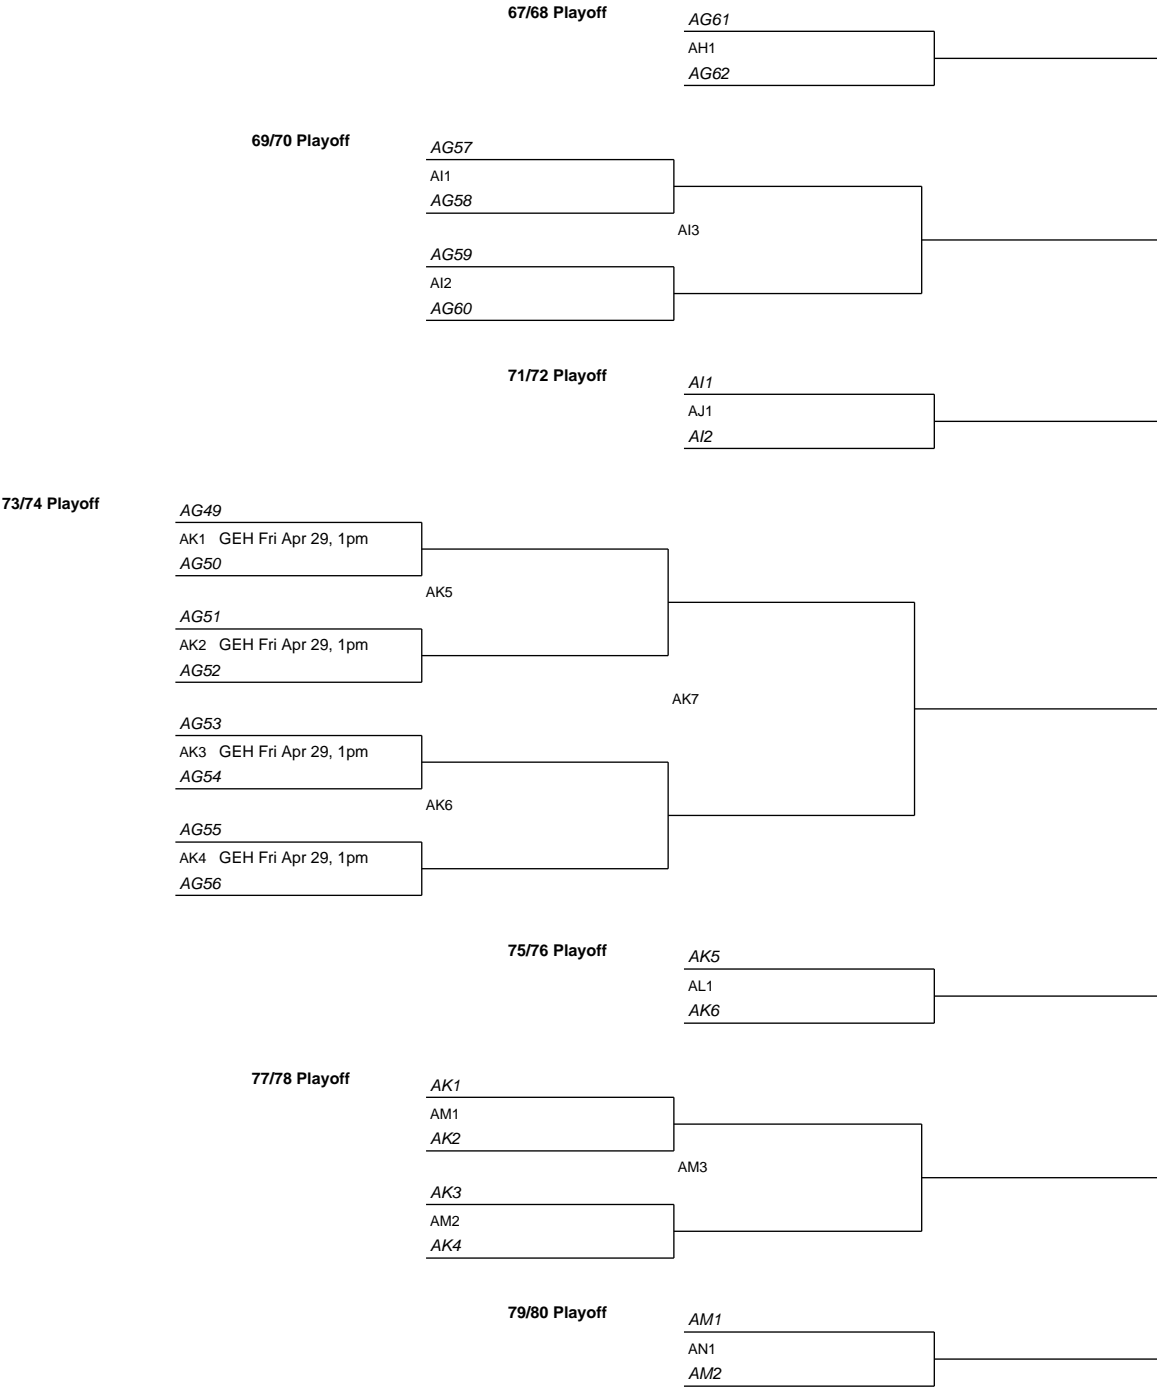 67/68 Playoff
AG61
AH1
AG62
69/70 Playoff
AG57
AI1
AG58
AI3
AG59
AI2
AG60
71/72 Playoff
AI1
AJ1
AI2
73/74 Playoff
AG49
AK1 GEH Fri Apr 29, 1pm
AG50
AK5
AG51
AK2 GEH Fri Apr 29, 1pm
AG52
AK7
AG53
AK3 GEH Fri Apr 29, 1pm
AG54
AK6
AG55
AK4 GEH Fri Apr 29, 1pm
AG56
75/76 Playoff
AK5
AL1
AK6
77/78 Playoff
AK1
AM1
AK2
AM3
AK3
AM2
AK4
79/80 Playoff
AM1
AN1
AM2